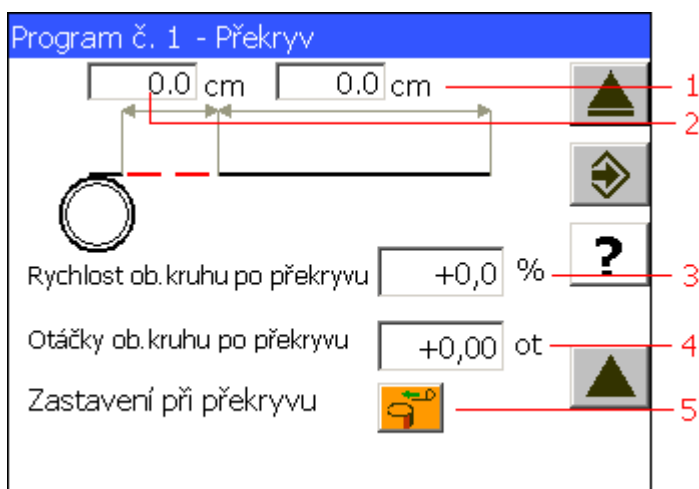 Program č. 1 - Překryv
0.0 cm 0.0 cm 1
2
?
Rychlost ob.kruhu po překryvu +0,0 % 3
Otáčky ob.kruhu po překryvu +0,00 ot 4
Zastavení při překryvu 5